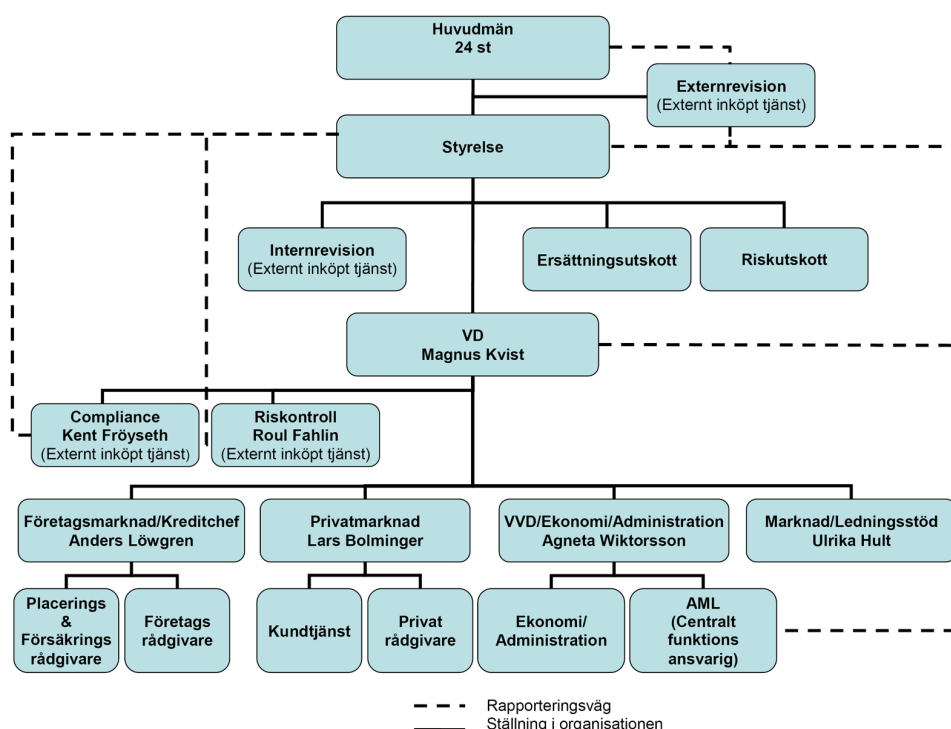 Huvudmän
24 st
Externrevision
(Externt inköpt tjänst)
Styrelse
Internrevision
(Externt inköpt tjänst)
Ersättningsutskott
Riskutskott
VD
Magnus Kvist
Compliance
Kent Fröyseth
(Externt inköpt tjänst)
Riskontroll
Roul Fahlin
(Externt inköpt tjänst)
Företagsmarknad/Kreditchef
Anders Löwgren
Privatmarknad
Lars Bolminger
VVD/Ekonomi/Administration
Agneta Wiktorsson
Marknad/Ledningsstöd
Ulrika Hult
Placerings
&
Försäkrings
rådgivare
Företags
rådgivare
Kundtjänst
Privat
rådgivare
Ekonomi/
Administration
AML
(Centralt
funktions
ansvarig)
Rapporteringsväg
Ställning i organisationen